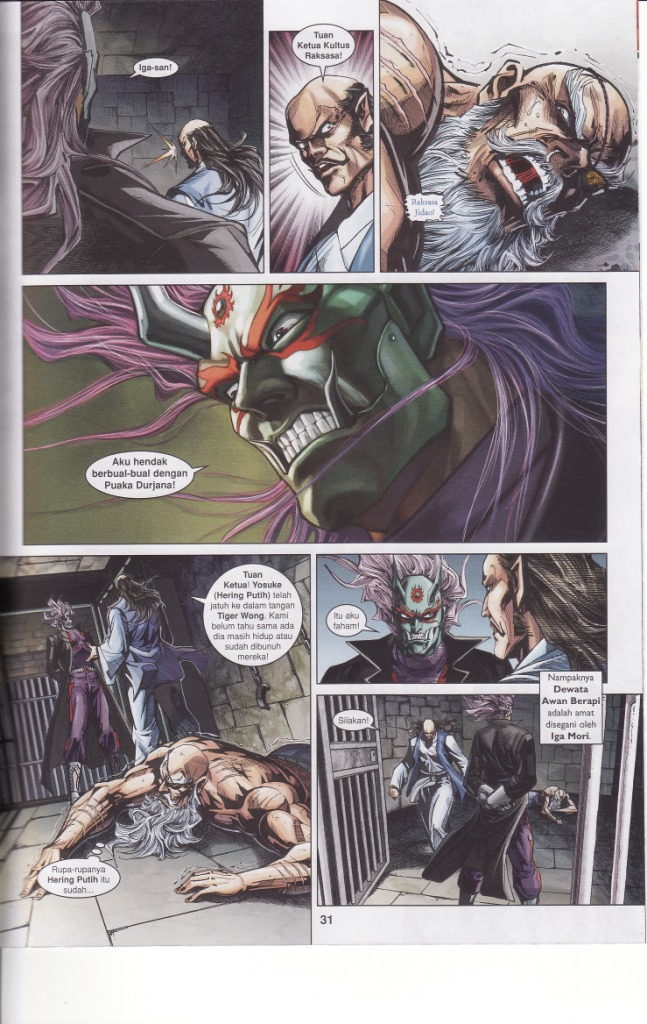 Iga-san!
Tuan
Ketua Kultus
Raksasa!
Raksasa
Jidao!
Aku hendak
berbual-bual dengan
Puaka Durjana!
Tuan
Ketua! Yosuke
(Hering Putih) telah
jatuh ke dalam tangan
Tiger Wong. Kami
belum tahu sama ada
dia masih hidup atau
sudah dibunuh
mereka!
Rupa-rupanya
Hering Putih itu
sudah...
Itu aku
faham!
Nampaknya
Dewata
Awan Berapi
adalah amat
disegani oleh
Iga Mori.
Silakan!
31